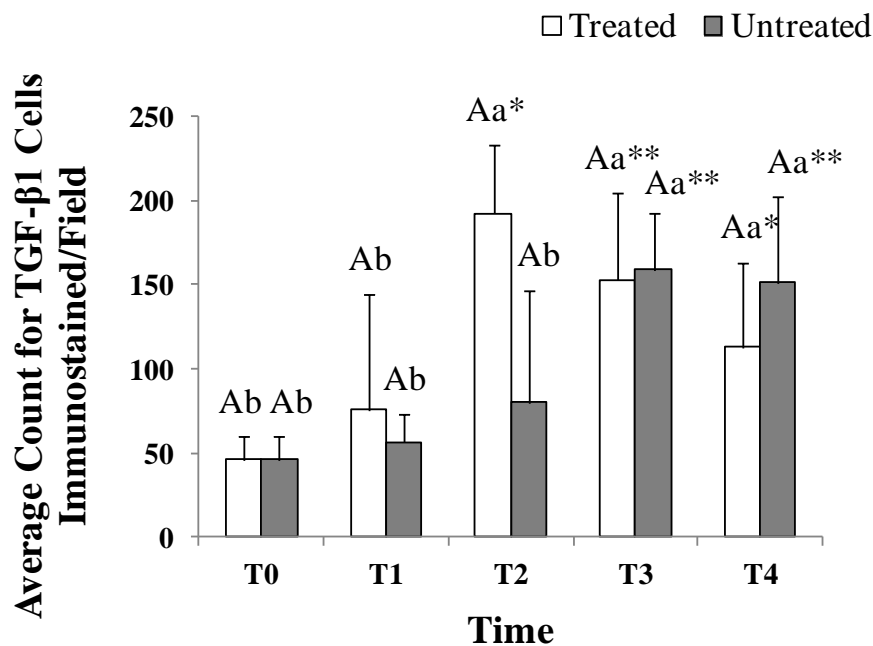 Treated Untreated
Average Count for TGF-β1 Cells
Immunostained/Field
250
200
150
100
50
0
Ab Ab
Ab
Ab
Aa*
Ab
Aa**
Aa**
Aa*
Aa**
T0 T1 T2 T3 T4
Time